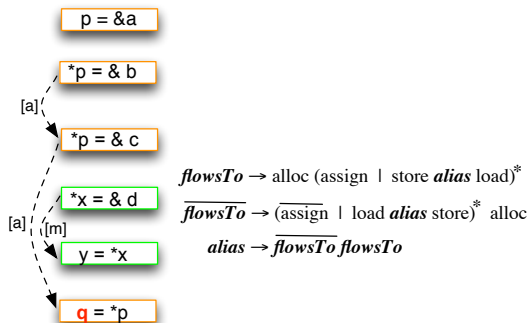 p = &a
*p = & b
[a]
*p = & c
flowsTo → alloc (assign | store alias load)*
*x = & d
[a]
[m]
flowsTo → (assign | load alias store)* alloc
y = *x
alias → flowsTo flowsTo
q = *p